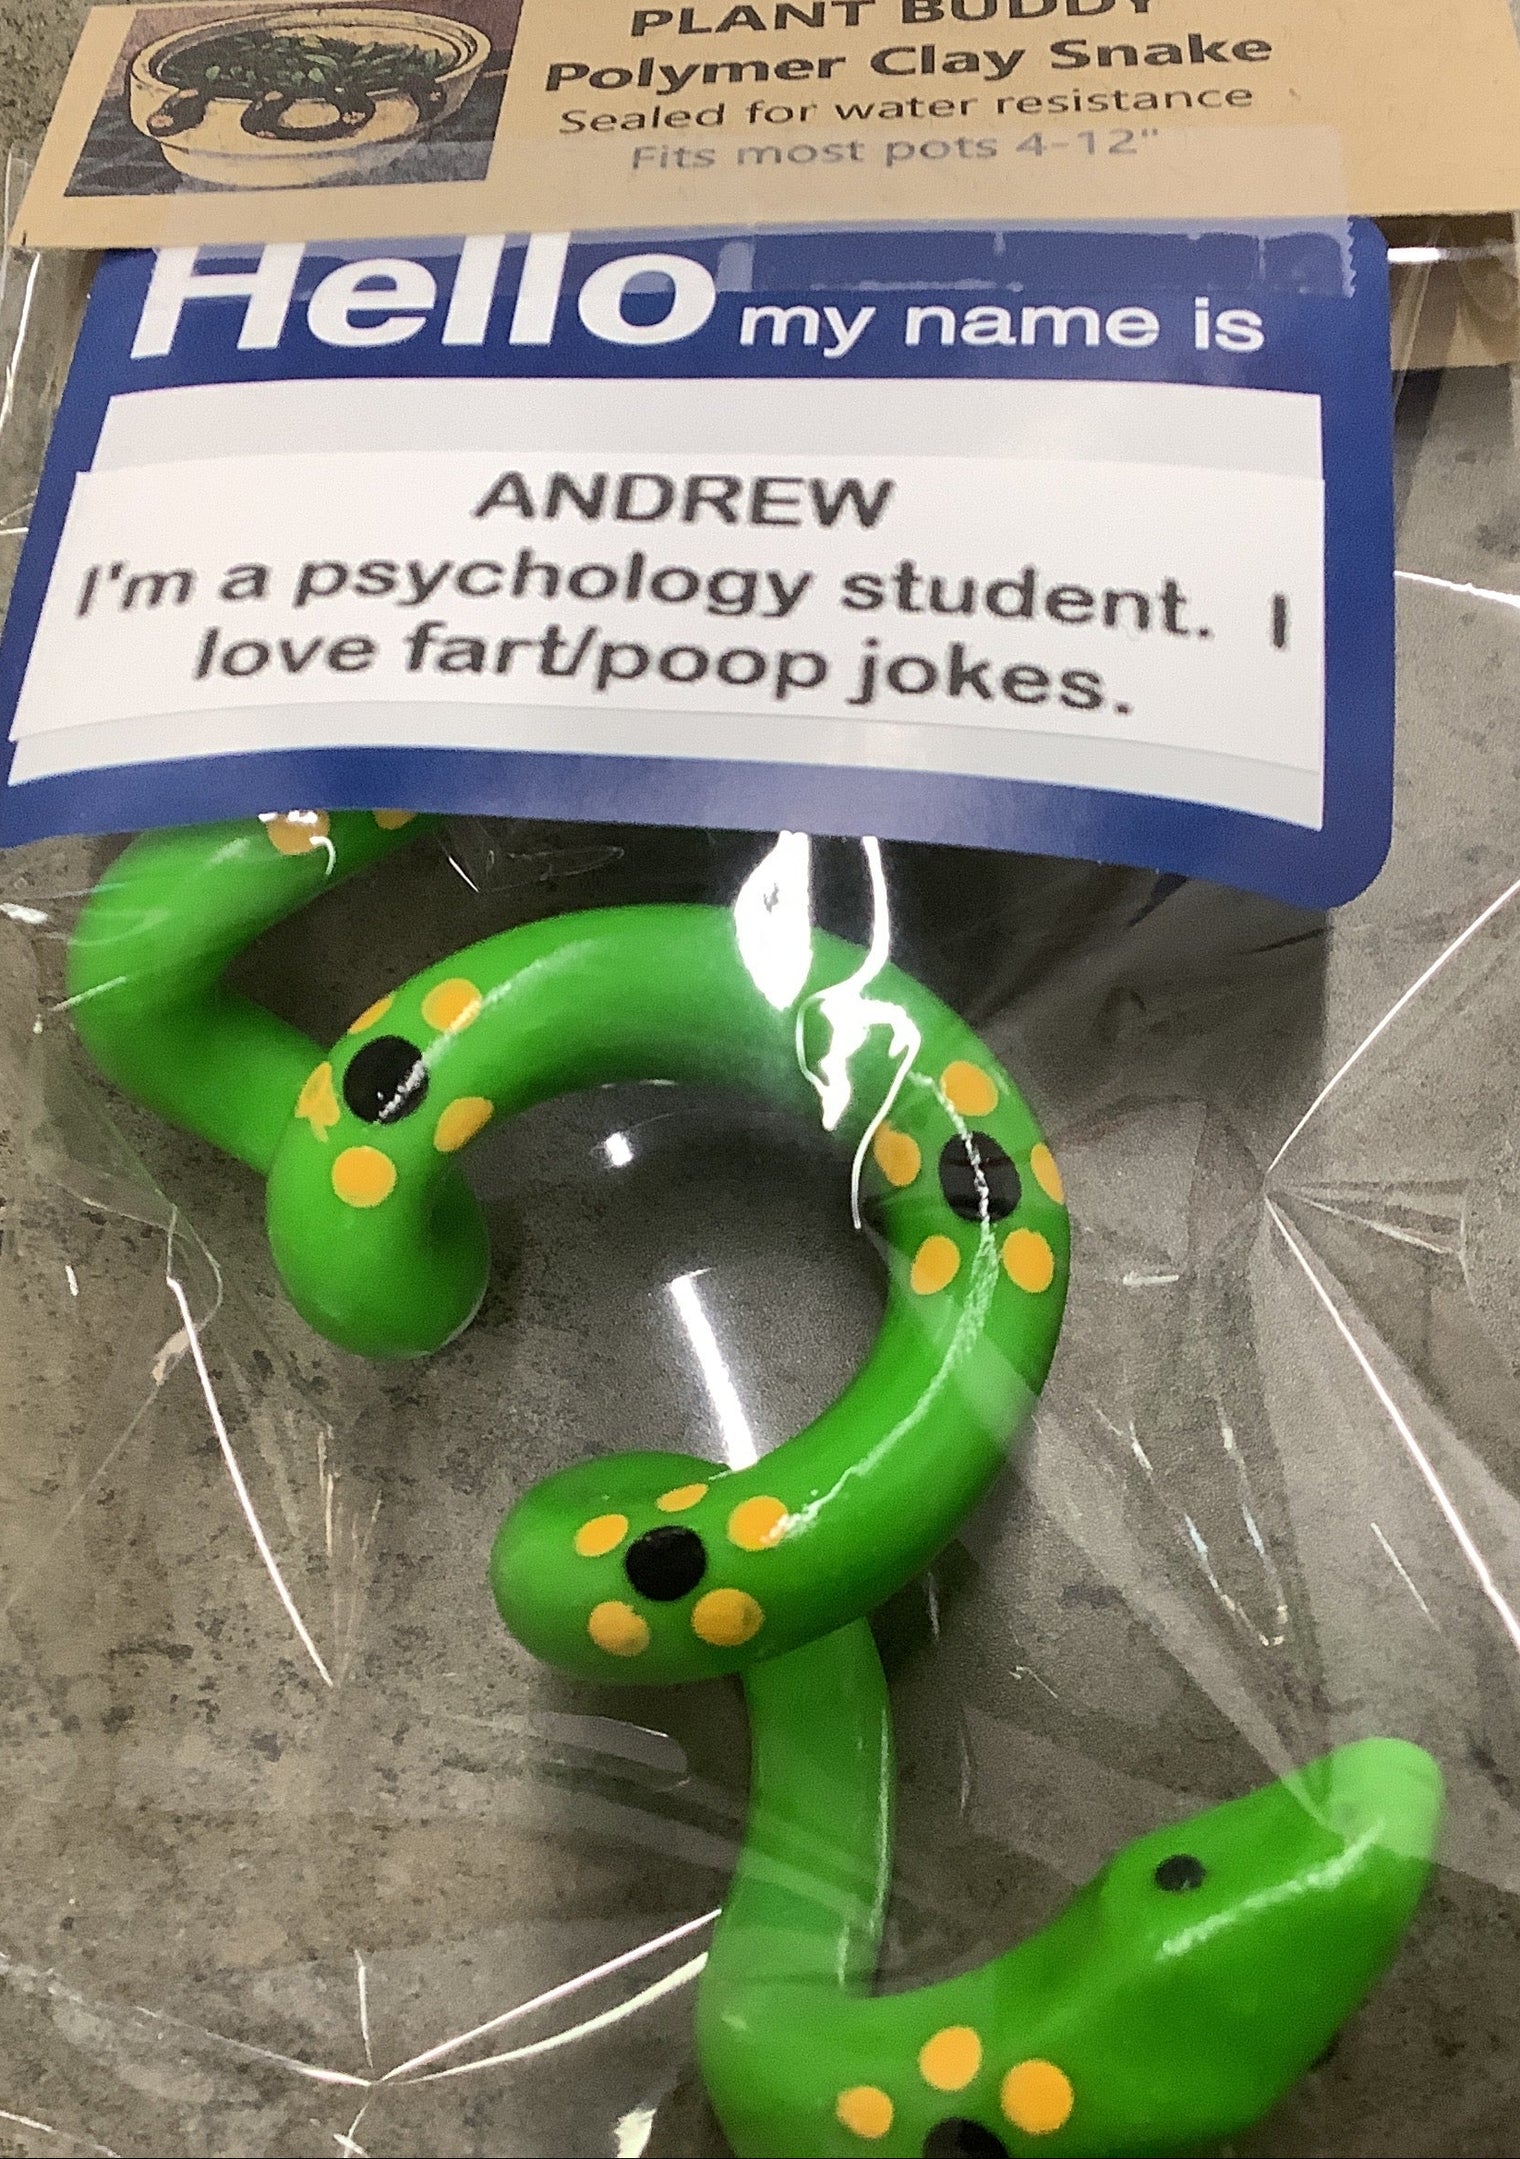 PLANT BUDDY
Polymer Clay Snake
Sealed for water resistance
Fits most pots 4-12"
Hello my name is
ANDREW
I'm a psychology student. I
love fart/poop jokes.